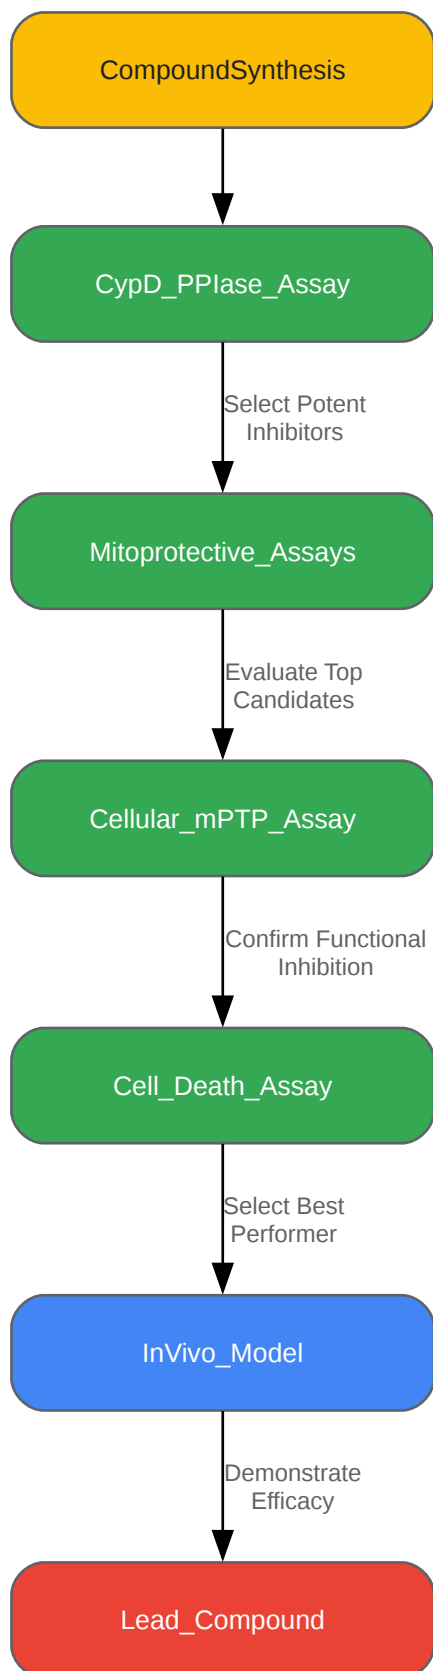 CompoundSynthesis
CypD_PPIase_Assay
Select Potent
Inhibitors
Mitoprotective_Assays
Evaluate Top
Candidates
Cellular_mPTP_Assay
Confirm Functional
Inhibition
Cell_Death_Assay
Select Best
Performer
InVivo_Model
Demonstrate
Efficacy
Lead_Compound